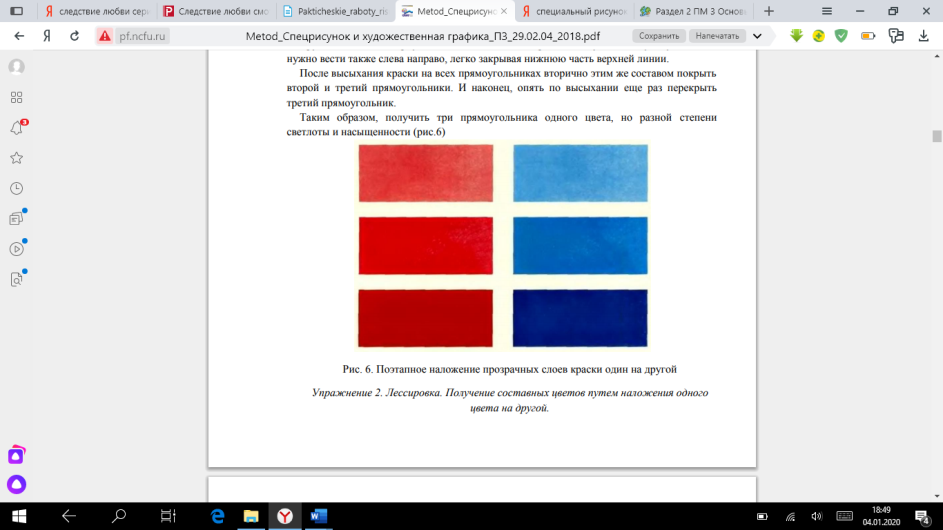 следствие любви сер
следствие любви смо
Pakticheskie_raboty_ris
Metod_Спецрисуно
специальный рисунок
Раздел 2 ПМ 3 Основ
pf.ncfu.ru
Metod_Спецрисунок и художественная графика_ПЗ_29.02.04_2018.pdf
Сохранить
Напечатать
3
нужно вести также слева направо, легко закрывая нижнюю часть верхней линии.
После высыхания краски на всех прямоугольниках вторично этим же составом покрыть
второй и третий прямоугольники. И наконец, опять по высыхании еще раз перекрыть
третий прямоугольник.
Таким образом, получить три прямоугольника одного цвета, но разной степени
светлоты и насыщенности (рис.6)
Рис. 6. Поэтапное наложение прозрачных слоев краски один на другой
Упражнение 2. Лессировка. Получение составных цветов путем наложения одного
цвета на другой.
18:49
04.01.2020
4